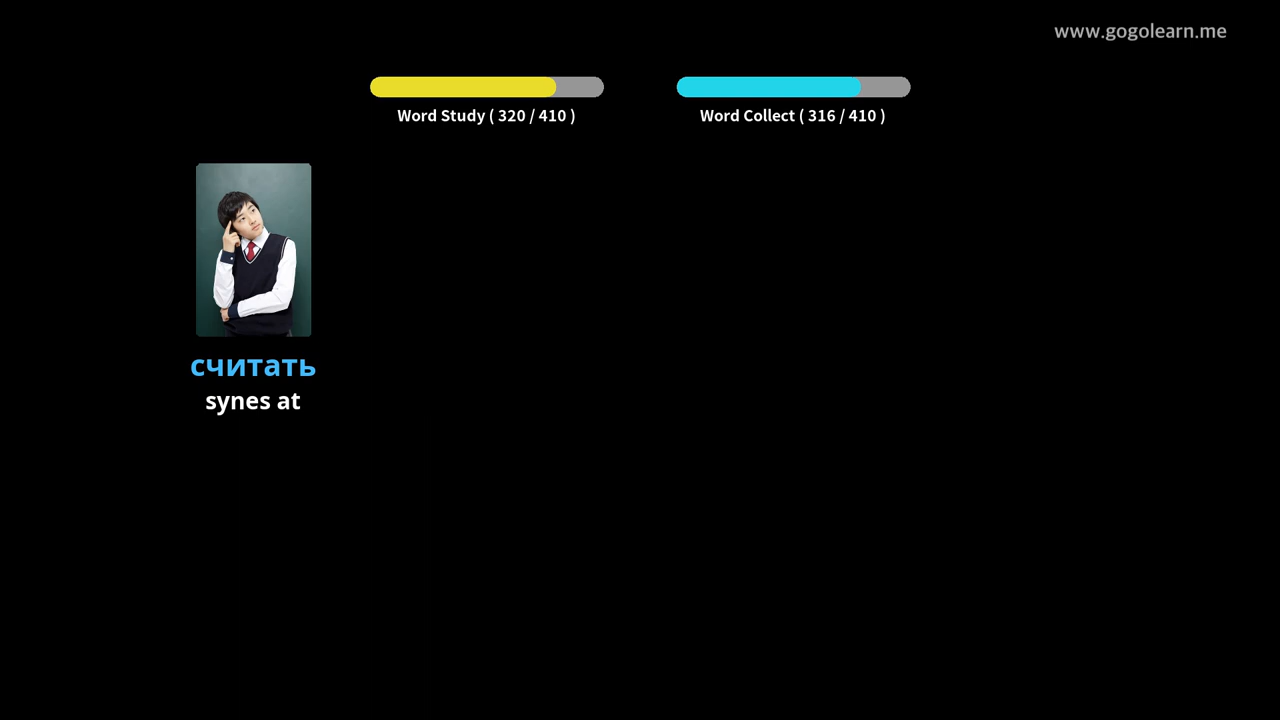 www.gogolearn.me
Word Study ( 320 / 410 )
Word Collect ( 316 / 410 )
считать
synes at